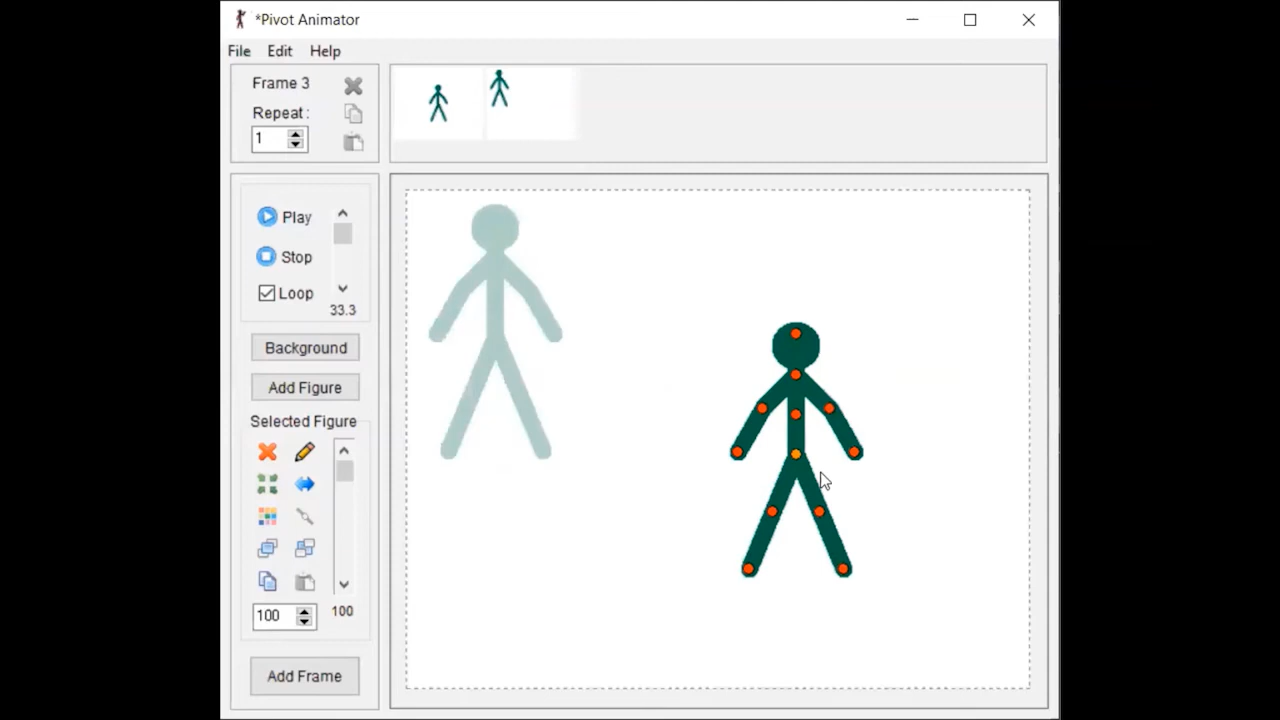 *Pivot Animator
File Edit Help
Frame 3
Repeat :
1
Play
Stop
Loop
33.3
Background
Add Figure
Selected Figure
100 100
Add Frame